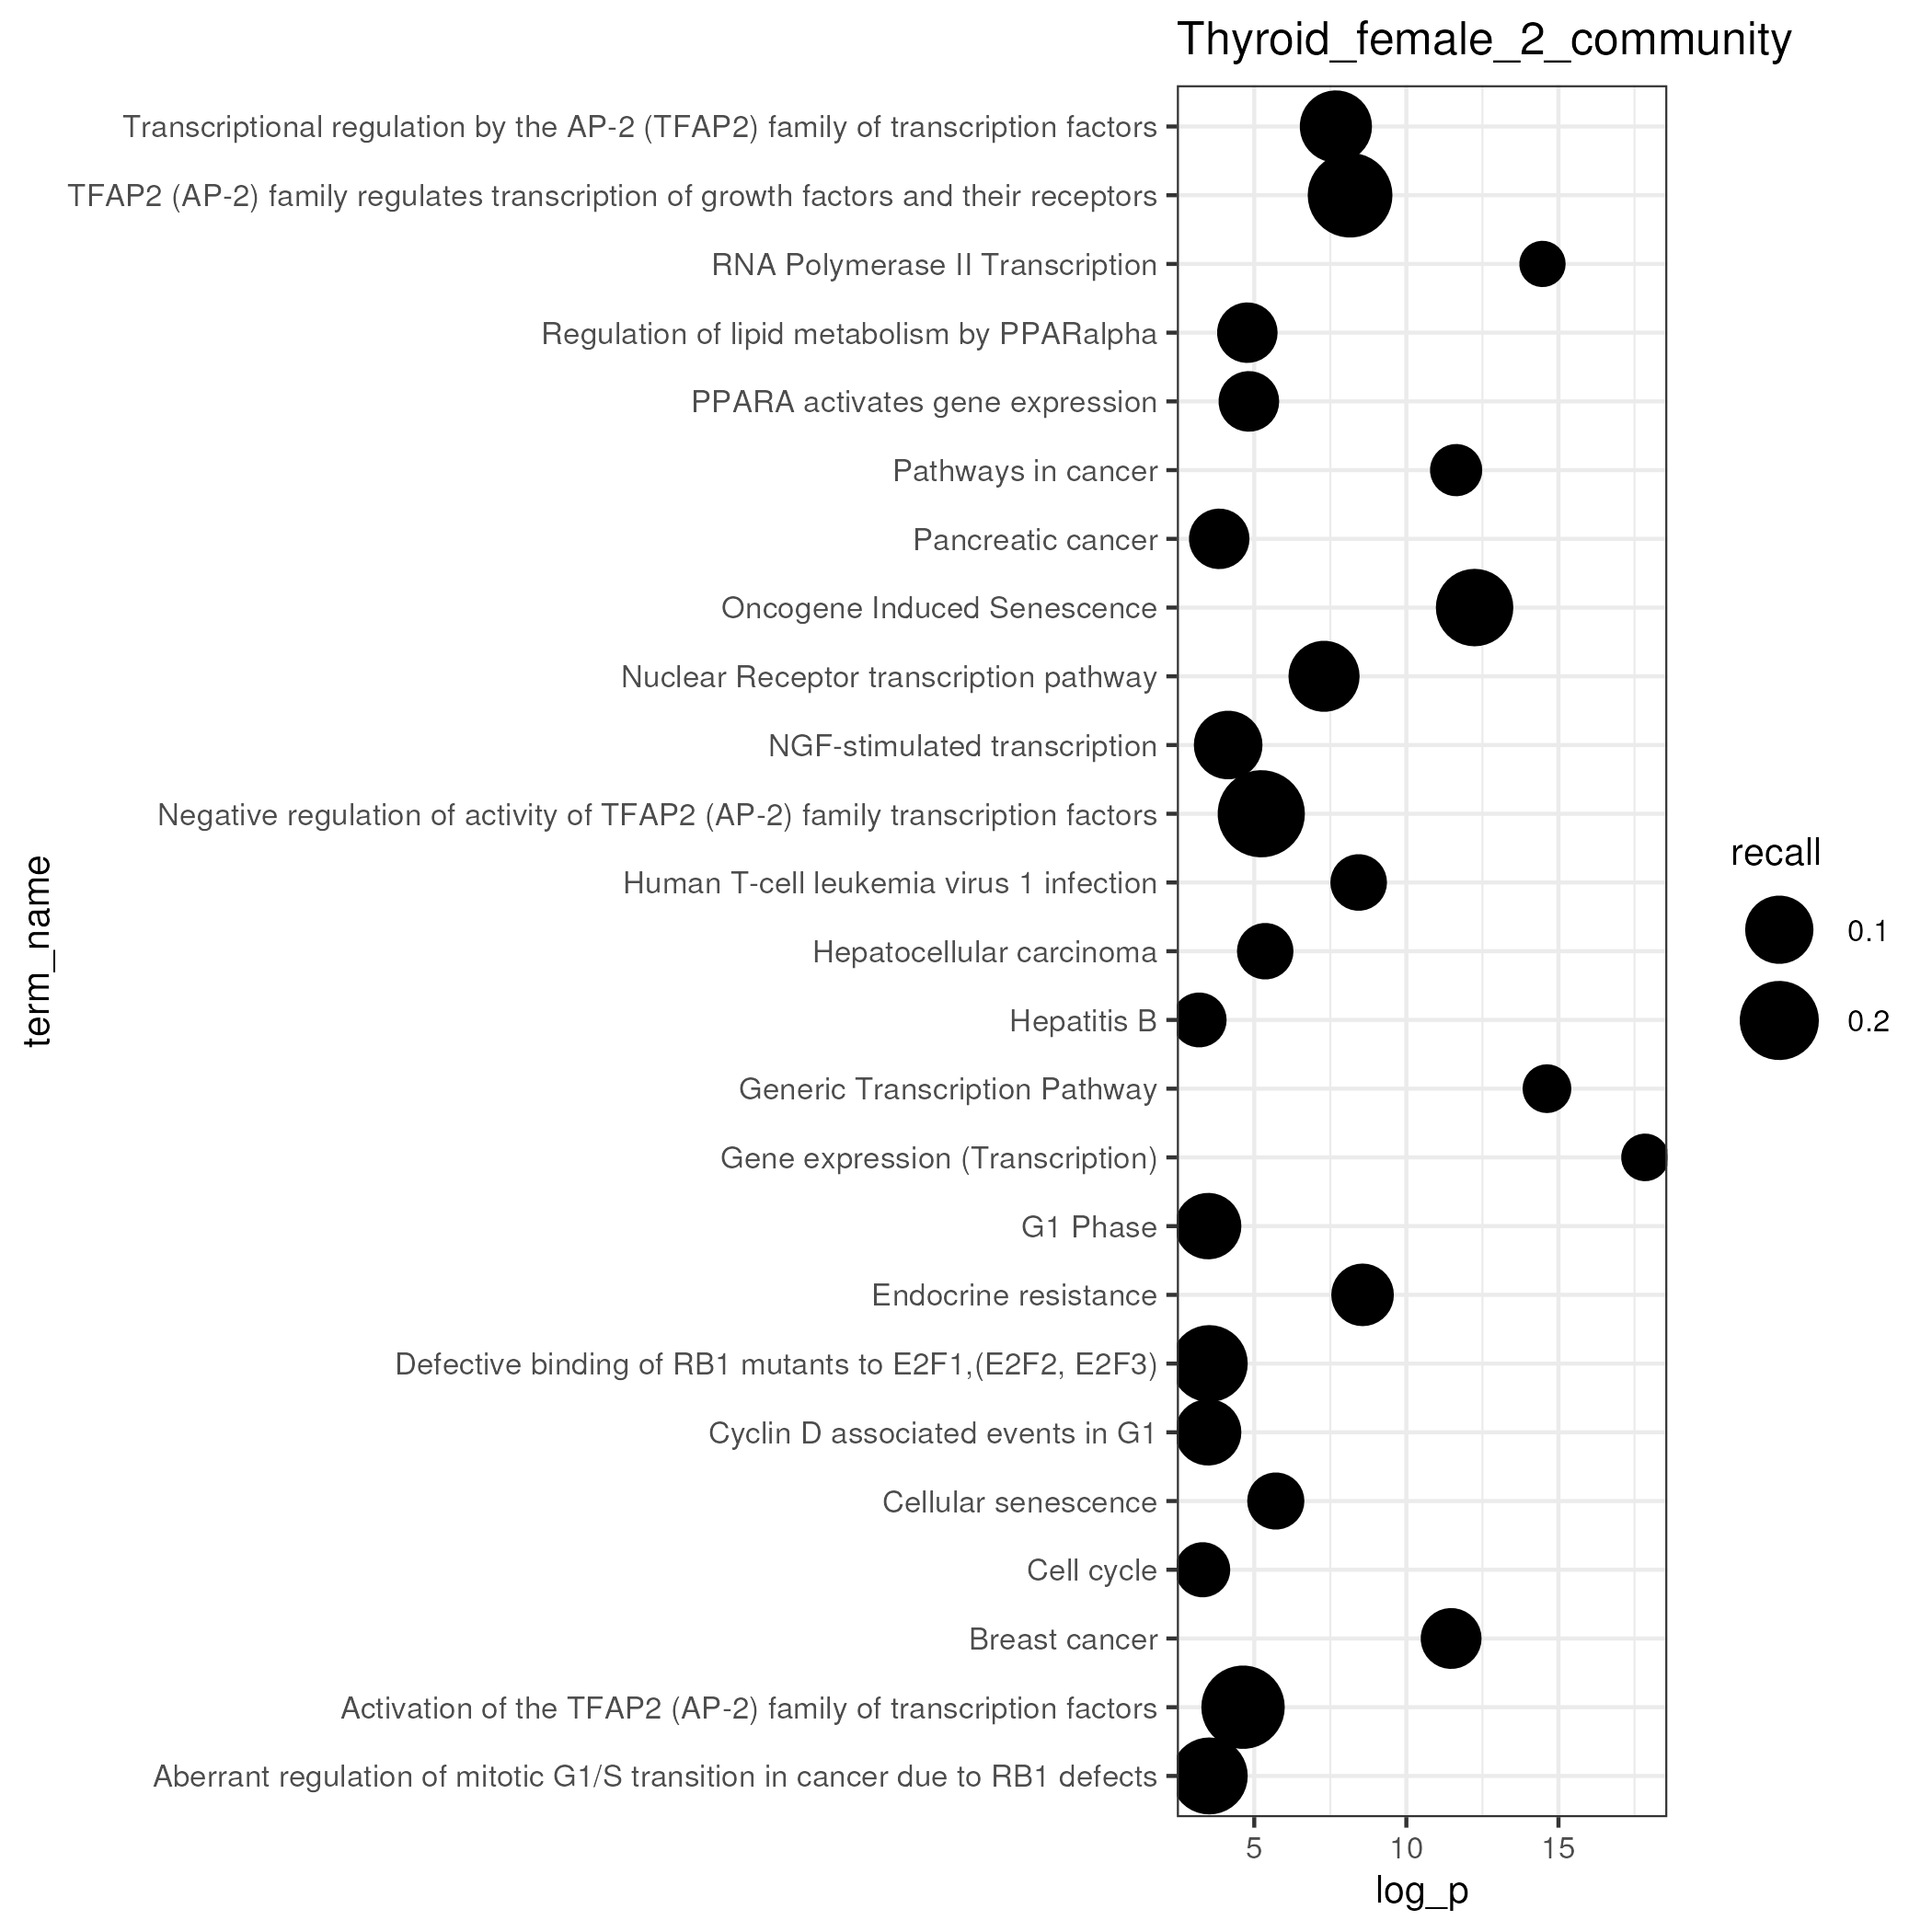 Thyroid_female_2_community
Transcriptional regulation by the AP-2 (TFAP2) family of transcription factors
TFAP2 (AP-2) family regulates transcription of growth factors and their receptors
RNA Polymerase II Transcription
Regulation of lipid metabolism by PPARalpha
PPARA activates gene expression
Pathways in cancer
Pancreatic cancer
Oncogene Induced Senescence
Nuclear Receptor transcription pathway
NGF-stimulated transcription
Negative regulation of activity of TFAP2 (AP-2) family transcription factors
Human T-cell leukemia virus 1 infection
Hepatocellular carcinoma
Hepatitis B
Generic Transcription Pathway
Gene expression (Transcription)
G1 Phase
Endocrine resistance
Defective binding of RB1 mutants to E2F1,(E2F2, E2F3)
Cyclin D associated events in G1
Cellular senescence
Cell cycle
Breast cancer
Activation of the TFAP2 (AP-2) family of transcription factors
Aberrant regulation of mitotic G1/S transition in cancer due to RB1 defects
term_name
5 10 15
log_p
recall
0.1
0.2